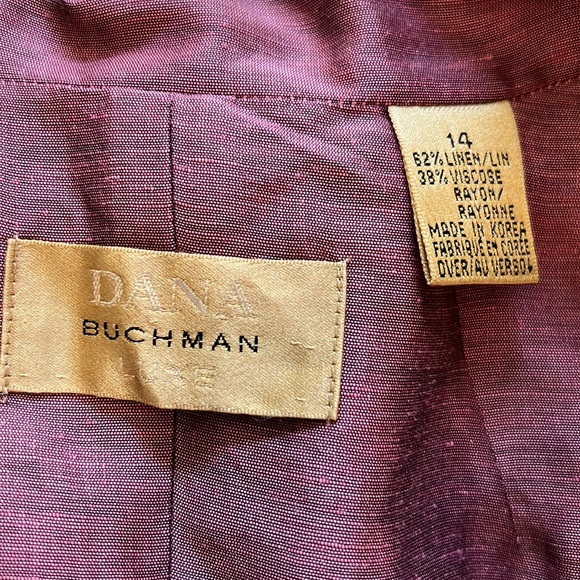 DANA
BUCHMAN
LUXE
14
62% LINEN/LIN
38% VISCOSE
RAYON/
RAYONNE
MADE IN KOREA
FABRIQUÉ EN CORÉE
OVER/AU VERSO↓